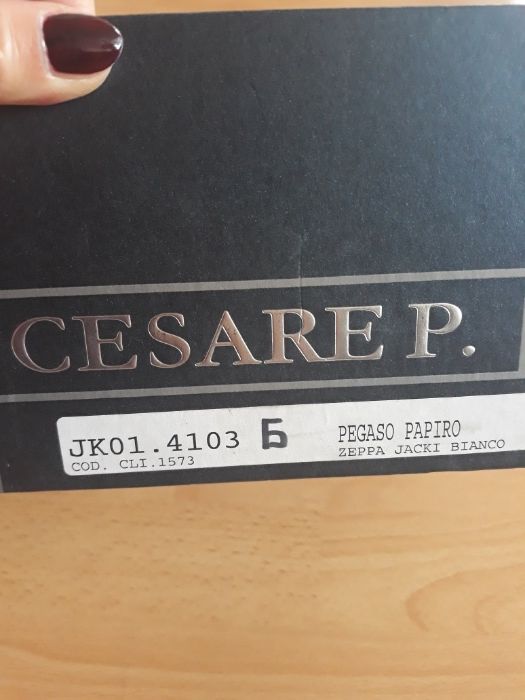 CESARE P.
JK01.4103 Б PEGASO PAPIRO
COD. CLI.1573 ZEPPA JACKI BIANCO